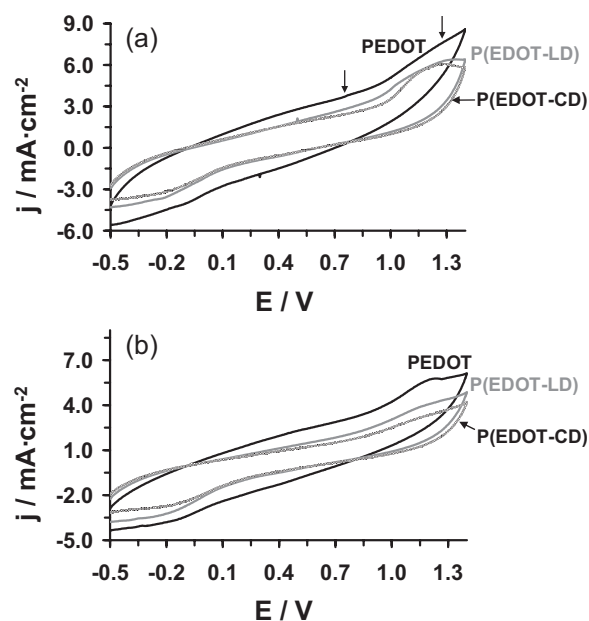 (a)
9.0
6.0
3.0
0.0
-3.0
-6.0
j / mA·cm-2
PEDOT
P(EDOT-LD)
P(EDOT-CD)
-0.5 -0.2 0.1 0.4 0.7 1.0 1.3
E / V
(b)
7.0
4.0
1.0
-2.0
-5.0
j / mA·cm-2
PEDOT
P(EDOT-LD)
P(EDOT-CD)
-0.5 -0.2 0.1 0.4 0.7 1.0 1.3
E / V